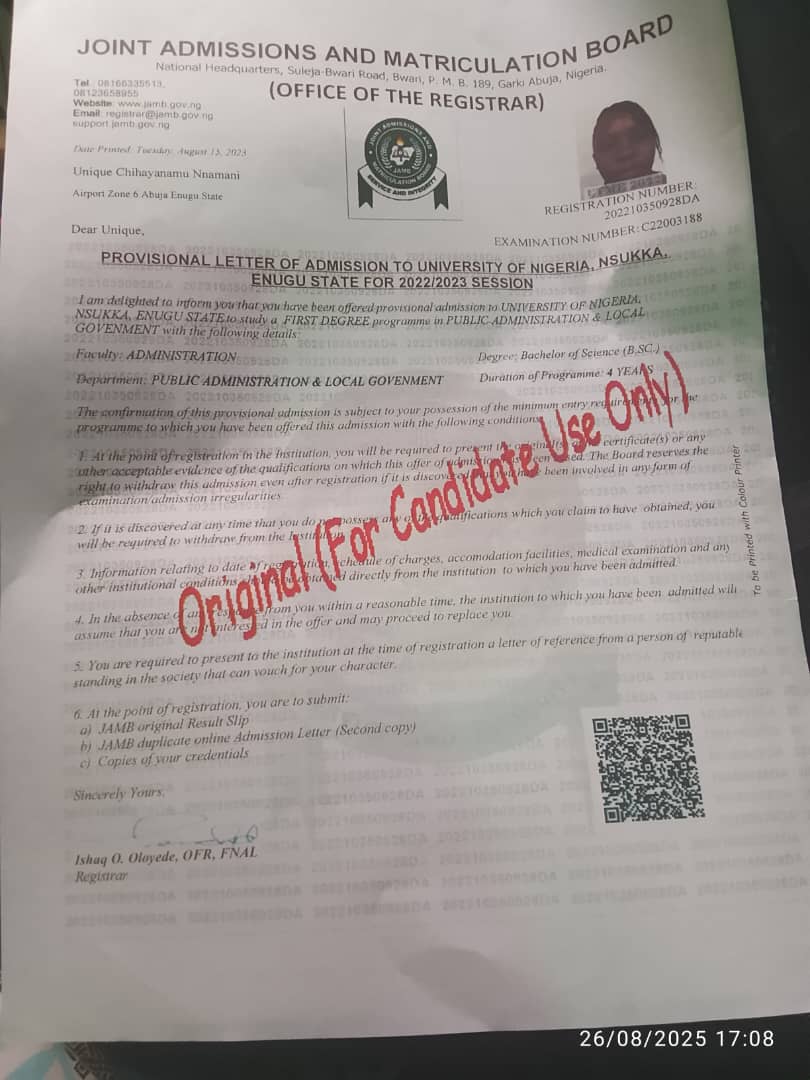 JOINT ADMISSIONS AND MATRICULATION BOARD
National Headquarters, Suleja-Bwari Road, Bwari, P. M. B. 189, Garki Abuja, Nigeria.
(OFFICE OF THE REGISTRAR)
Tel.: 08166335513,
08123658955
Website: www.jamb.gov.ng
Email: registrar@jamb.gov.ng
support.jamb.gov.ng
JOINT ADMISSIONS AND
MATRICULATION BOARD
JAMB
SERVICE AND INTEGRITY
Date Printed: Tuesday, August 15, 2023
Unique Chihayanamu Nnamani
Airport Zone 6 Abuja Enugu State
REGISTRATION NUMBER:
202210350928DA
EXAMINATION NUMBER: C22003188
Dear Unique,
PROVISIONAL LETTER OF ADMISSION TO UNIVERSITY OF NIGERIA, NSUKKA,
ENUGU STATE FOR 2022/2023 SESSION
I am delighted to inform you that you have been offered provisional admission to UNIVERSITY OF NIGERIA,
NSUKKA, ENUGU STATE to study a FIRST DEGREE programme in PUBLIC ADMINISTRATION & LOCAL
GOVENMENT with the following details:
Faculty: ADMINISTRATION
Degree: Bachelor of Science (B.SC.)
Department: PUBLIC ADMINISTRATION & LOCAL GOVENMENT
Duration of Programme: 4 YEARS
The confirmation of this provisional admission is subject to your possession of the minimum entry for the
programme to which you have been offered this admission with the following conditions
1. At the point of registration in the Institution, you will be required to present the certificate(s) or any
other acceptable evidence of the qualifications on which this offer of The Board reserves the
right to withdraw this admission even after registration if it is discovered been involved in any form of
examination/admission irregularities.
2. If it is discovered at any time that you do qualifications which you claim to have obtained, you
will be required to withdraw from the
3. Information relating to date of schedule of charges, accomodation facilities, medical examination and any
other institutional conditions directly from the institution to which you have been admitted.
4. In the absence of from you within a reasonable time, the institution to which you have been admitted will
assume that you are not interested in the offer and may proceed to replace you.
5. You are required to present to the institution at the time of registration a letter of reference from a person of reputable
standing in the society that can vouch for your character.
6. At the point of registration, you are to submit:
a) JAMB original Result Slip
b) JAMB duplicate online Admission Letter (Second copy)
c) Copies of your credentials
Original (For Candidate Use Only)
To be Printed with Colour Printer
Sincerely Yours,
Ishaq O. Oloyede, OFR, FNAL
Registrar
26/08/2025 17:08